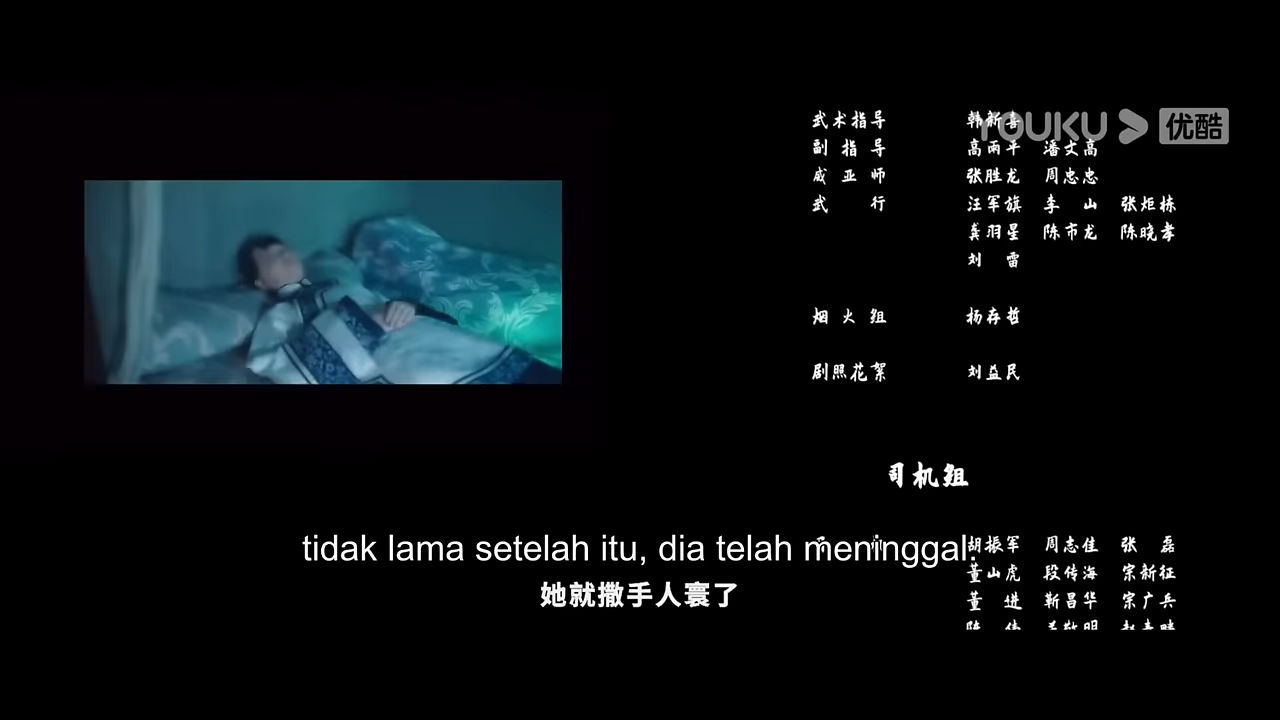 YOUKU 优酷
武术指导 韩新喜
副指导 高雨平 潘文高
威亚师 张胜龙 周忠忠
武行 汪军旗 李山 张炬栋
龚羽星 陈市龙 陈晓孝
刘雷
烟火组 杨存哲
剧照花絮 刘益民
司机组
胡振军 周志佳 张磊
董山虎 段传海 宗新征
董进 靳昌华 宗广兵
tidak lama setelah itu, dia telah meninggal.
她就撒手人寰了